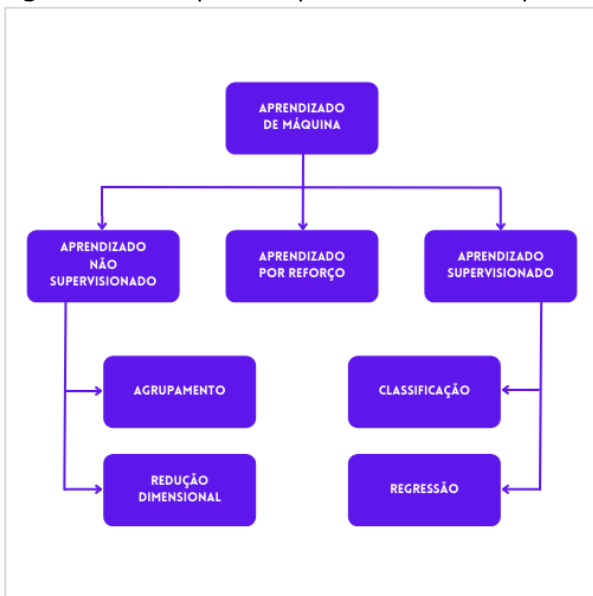 APRENDIZADO
DE MÁQUINA
APRENDIZADO
NÃO
SUPERVISIONADO
APRENDIZADO
POR REFORÇO
APRENDIZADO
SUPERVISIONADO
AGRUPAMENTO
CLASSIFICAÇÃO
REDUÇÃO
DIMENSIONAL
REGRESSÃO